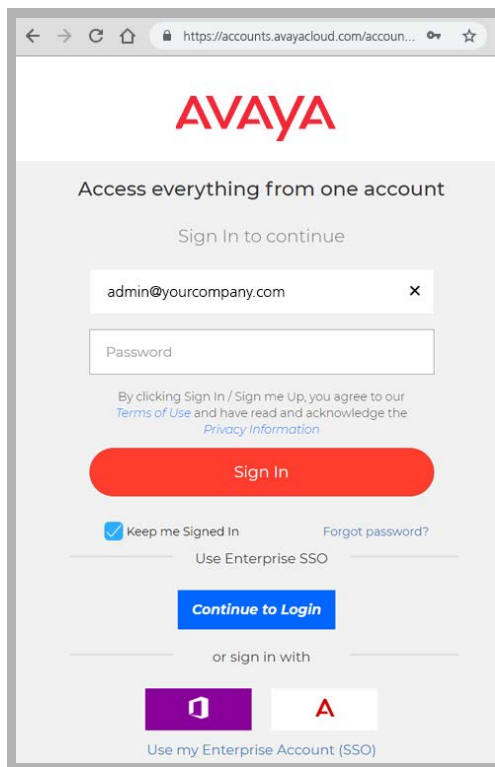 https://accounts.avayacloud.com/accoun...
AVAYA
Access everything from one account
Sign In to continue
admin@yourcompany.com
Password
By clicking Sign In / Sign me Up, you agree to our
Terms of Use and have read and acknowledge the
Privacy Information
Sign In
Keep me Signed In Forgot password?
Use Enterprise SSO
Continue to Login
or sign in with
Use my Enterprise Account (SSO)